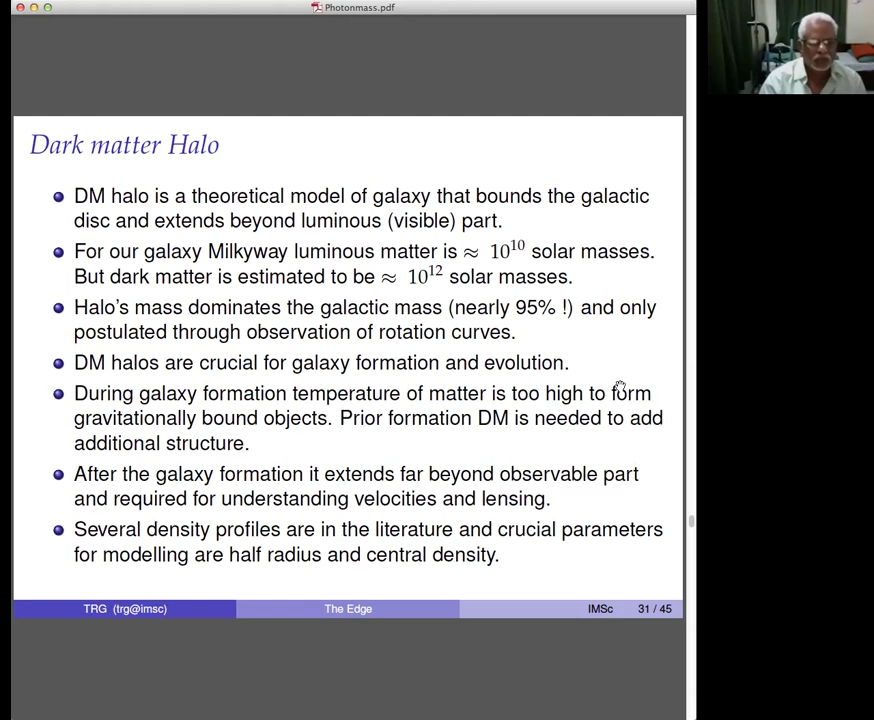 Photonmass.pdf
Dark matter Halo
DM halo is a theoretical model of galaxy that bounds the galactic
disc and extends beyond luminous (visible) part.
For our galaxy Milkyway luminous matter is ≈ 10^10 solar masses.
But dark matter is estimated to be ≈ 10^12 solar masses.
Halo's mass dominates the galactic mass (nearly 95% !) and only
postulated through observation of rotation curves.
DM halos are crucial for galaxy formation and evolution.
During galaxy formation temperature of matter is too high to form
gravitationally bound objects. Prior formation DM is needed to add
additional structure.
After the galaxy formation it extends far beyond observable part
and required for understanding velocities and lensing.
Several density profiles are in the literature and crucial parameters
for modelling are half radius and central density.
TRG (trg@imsc) The Edge IMSc 31 / 45